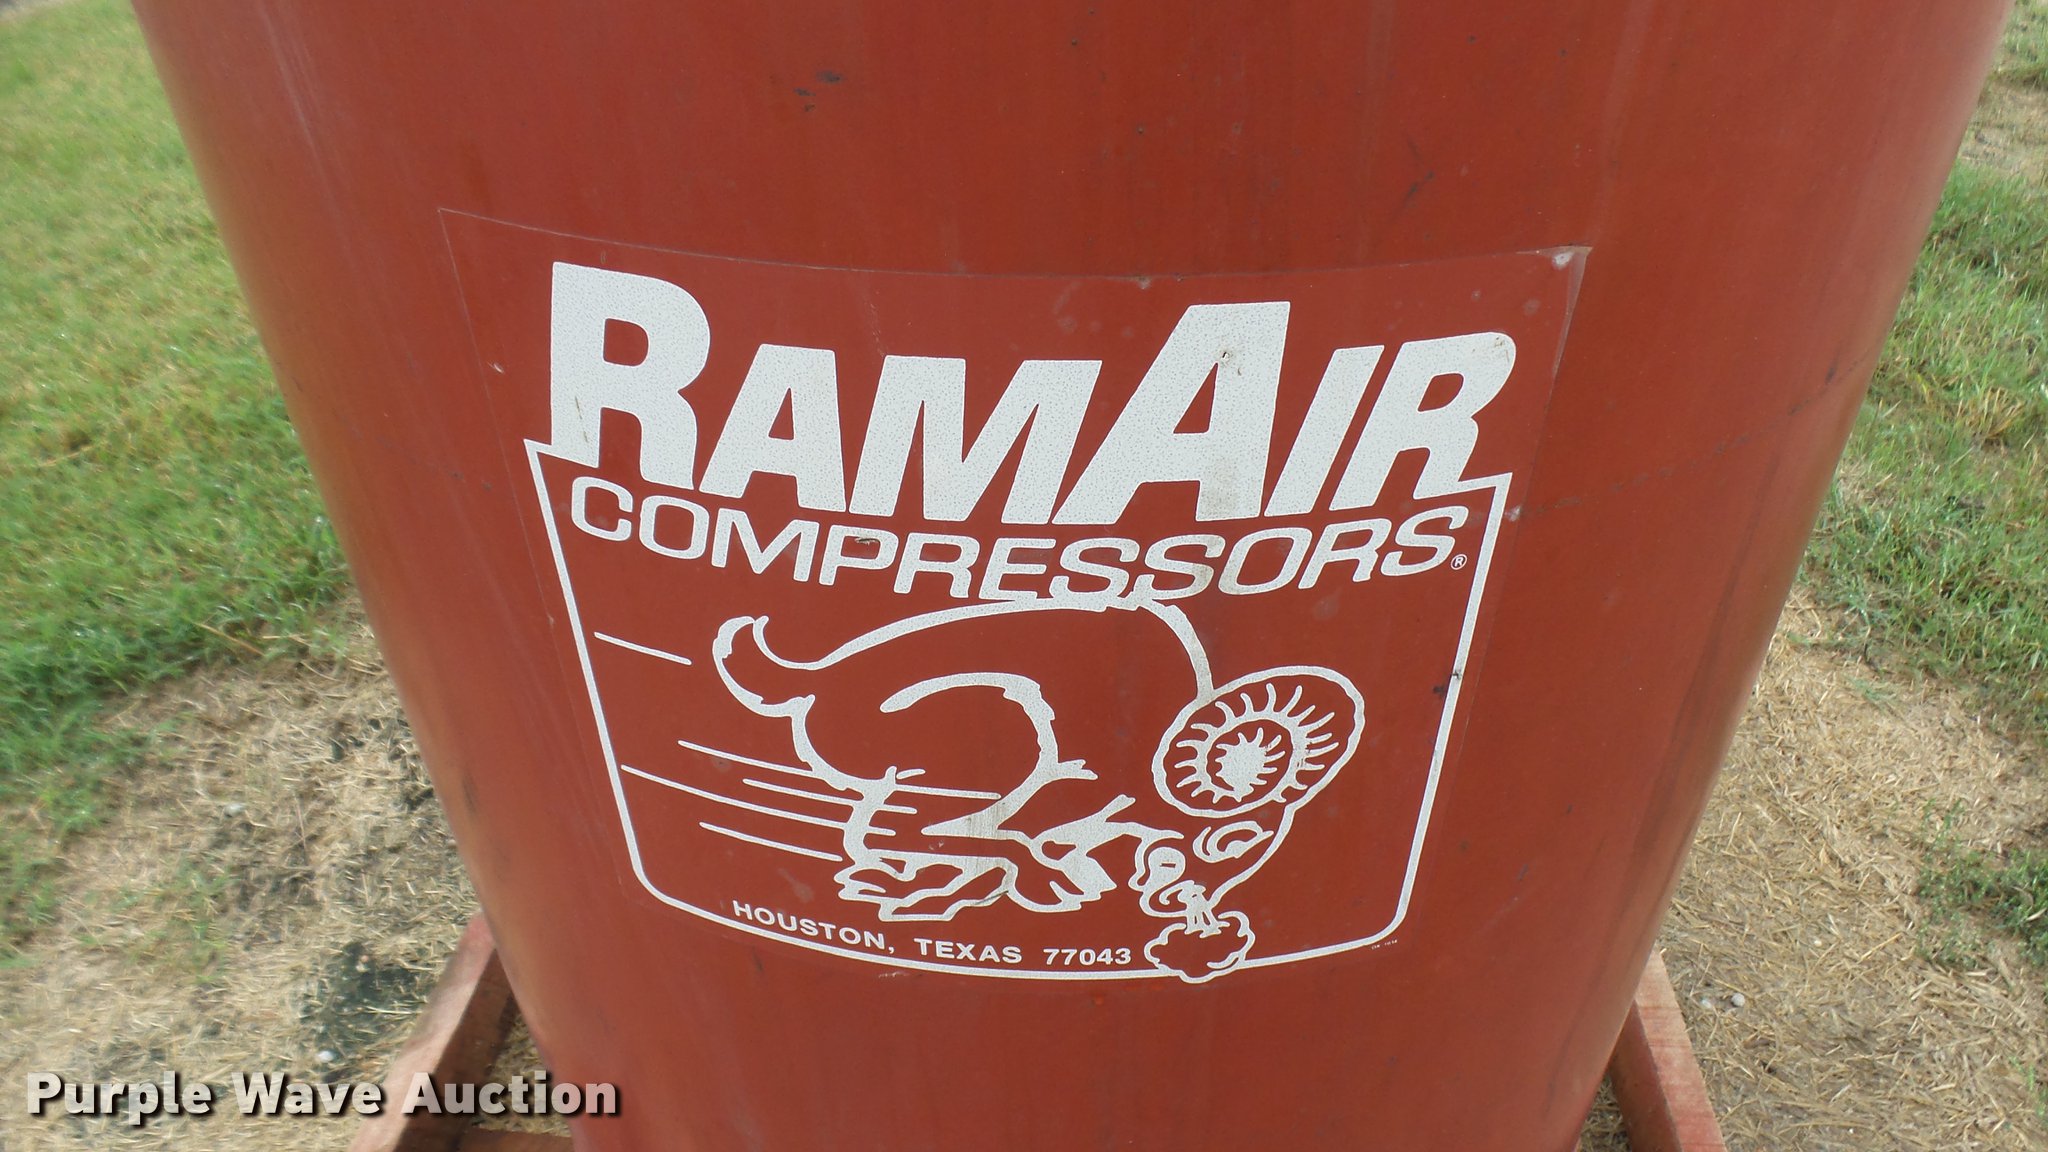 RAMAIR
COMPRESSORS®
HOUSTON, TEXAS 77043
Purple Wave Auction